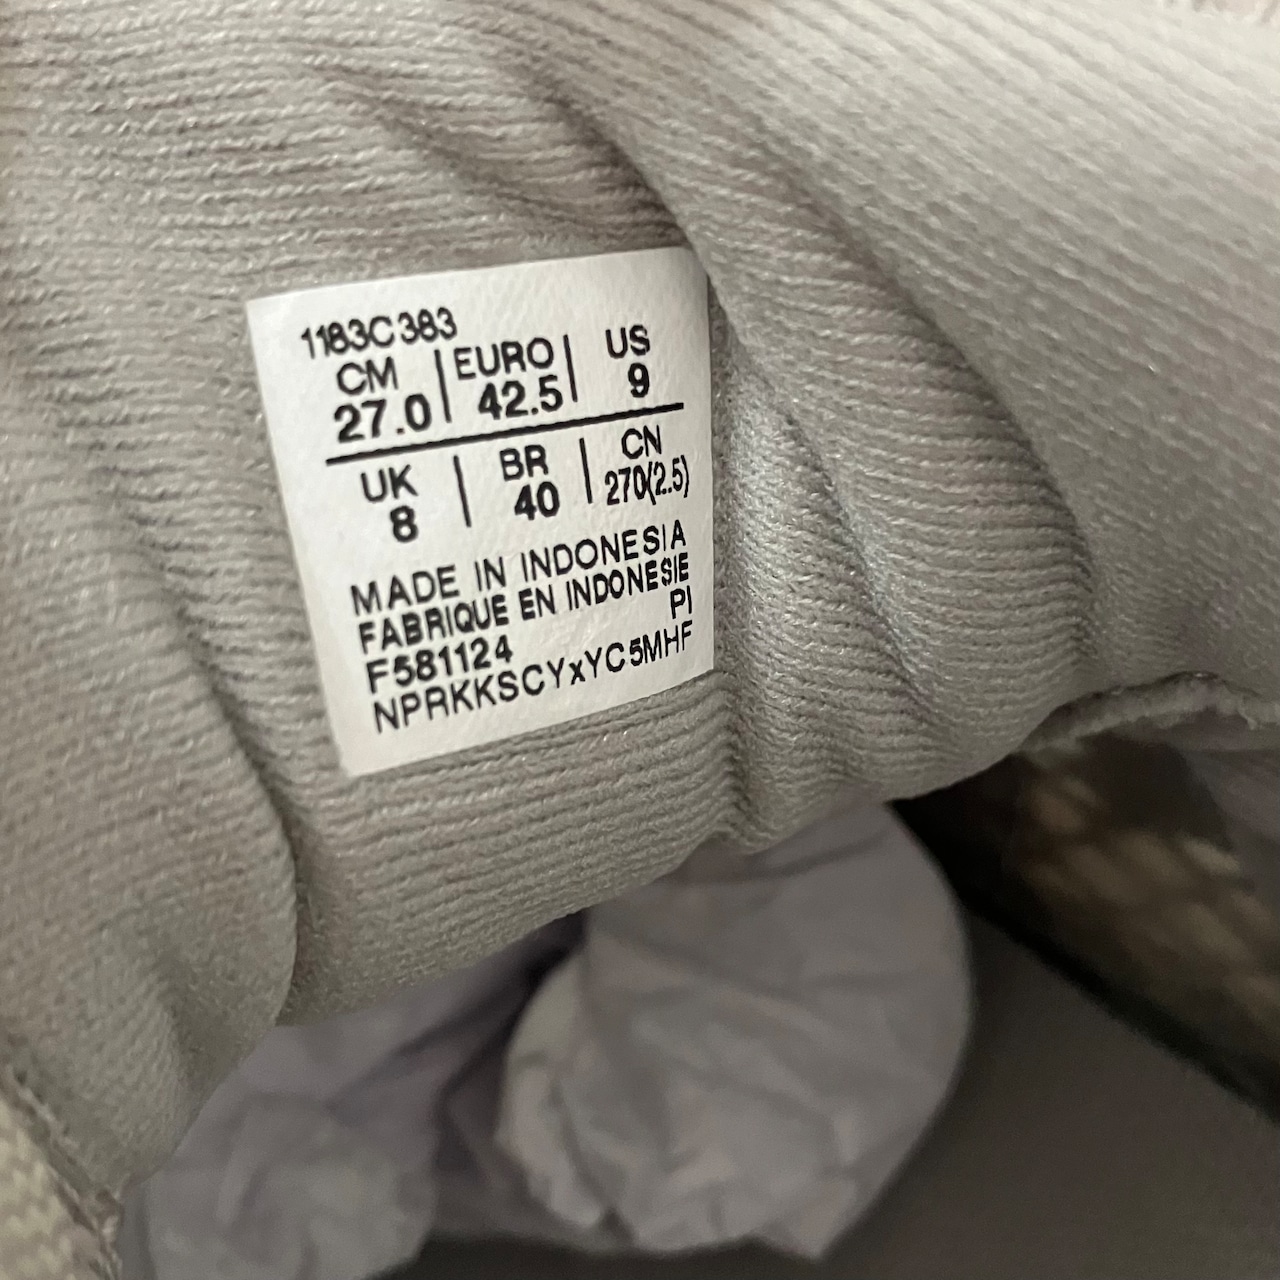 1183C383
CM | EURO | US
27.0 | 42.5 | 9
UK | BR | CN
8 | 40 | 270(2.5)
MADE IN INDONESIA
FABRIQUE EN INDONESIE
PI
F581124
NPRKKSCYxYC5MHF